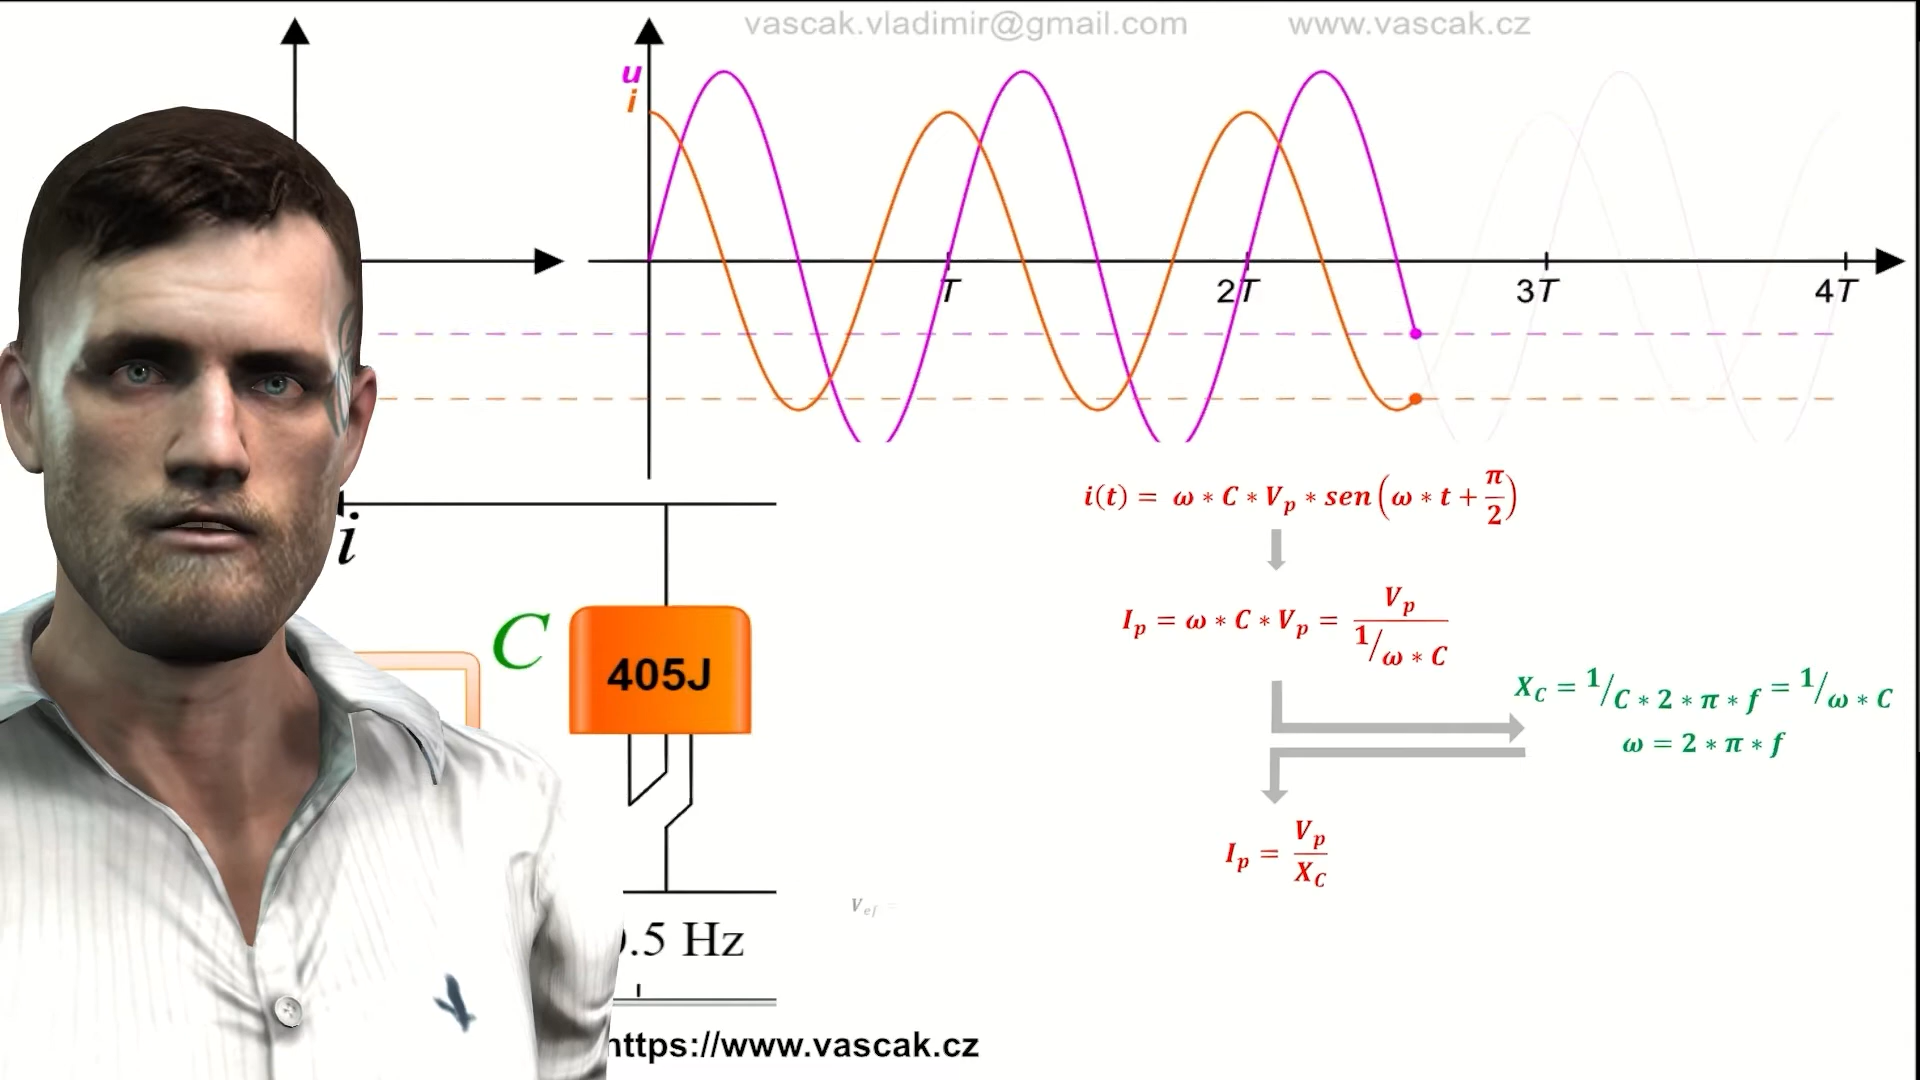 vascak.vladimir@gmail.com www.vascak.cz
u
i
T 2T 3T 4T
i(t) = ω * C * V_p * sen(ω * t + π/2)
i
I_p = ω * C * V_p = V_p / (1/ω * C)
C
405J
X_C = 1/C * 2 * π * f = 1/ω * C
ω = 2 * π * f
I_p = V_p / X_C
V_ef =
.5 Hz
https://www.vascak.cz